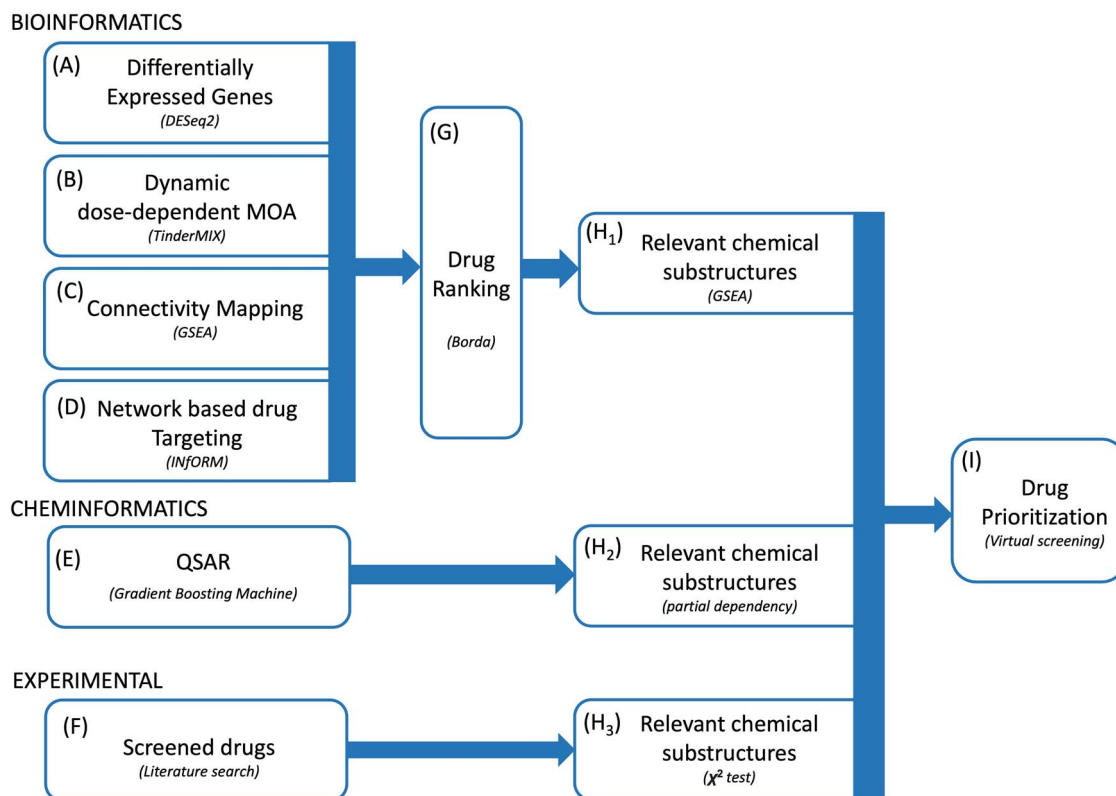 BIOINFORMATICS
(A)
Differentially
Expressed Genes
(DESeq2)
(B)
Dynamic
dose-dependent MOA
(TinderMIX)
(C)
Connectivity Mapping
(GSEA)
(D)
Network based drug
Targeting
(INfORM)
(G)
Drug
Ranking
(Borda)
(H₁)
Relevant chemical
substructures
(GSEA)
CHEMINFORMATICS
(E)
QSAR
(Gradient Boosting Machine)
(H₂)
Relevant chemical
substructures
(partial dependency)
EXPERIMENTAL
(F)
Screened drugs
(Literature search)
(H₃)
Relevant chemical
substructures
(χ² test)
(I)
Drug
Prioritization
(Virtual screening)